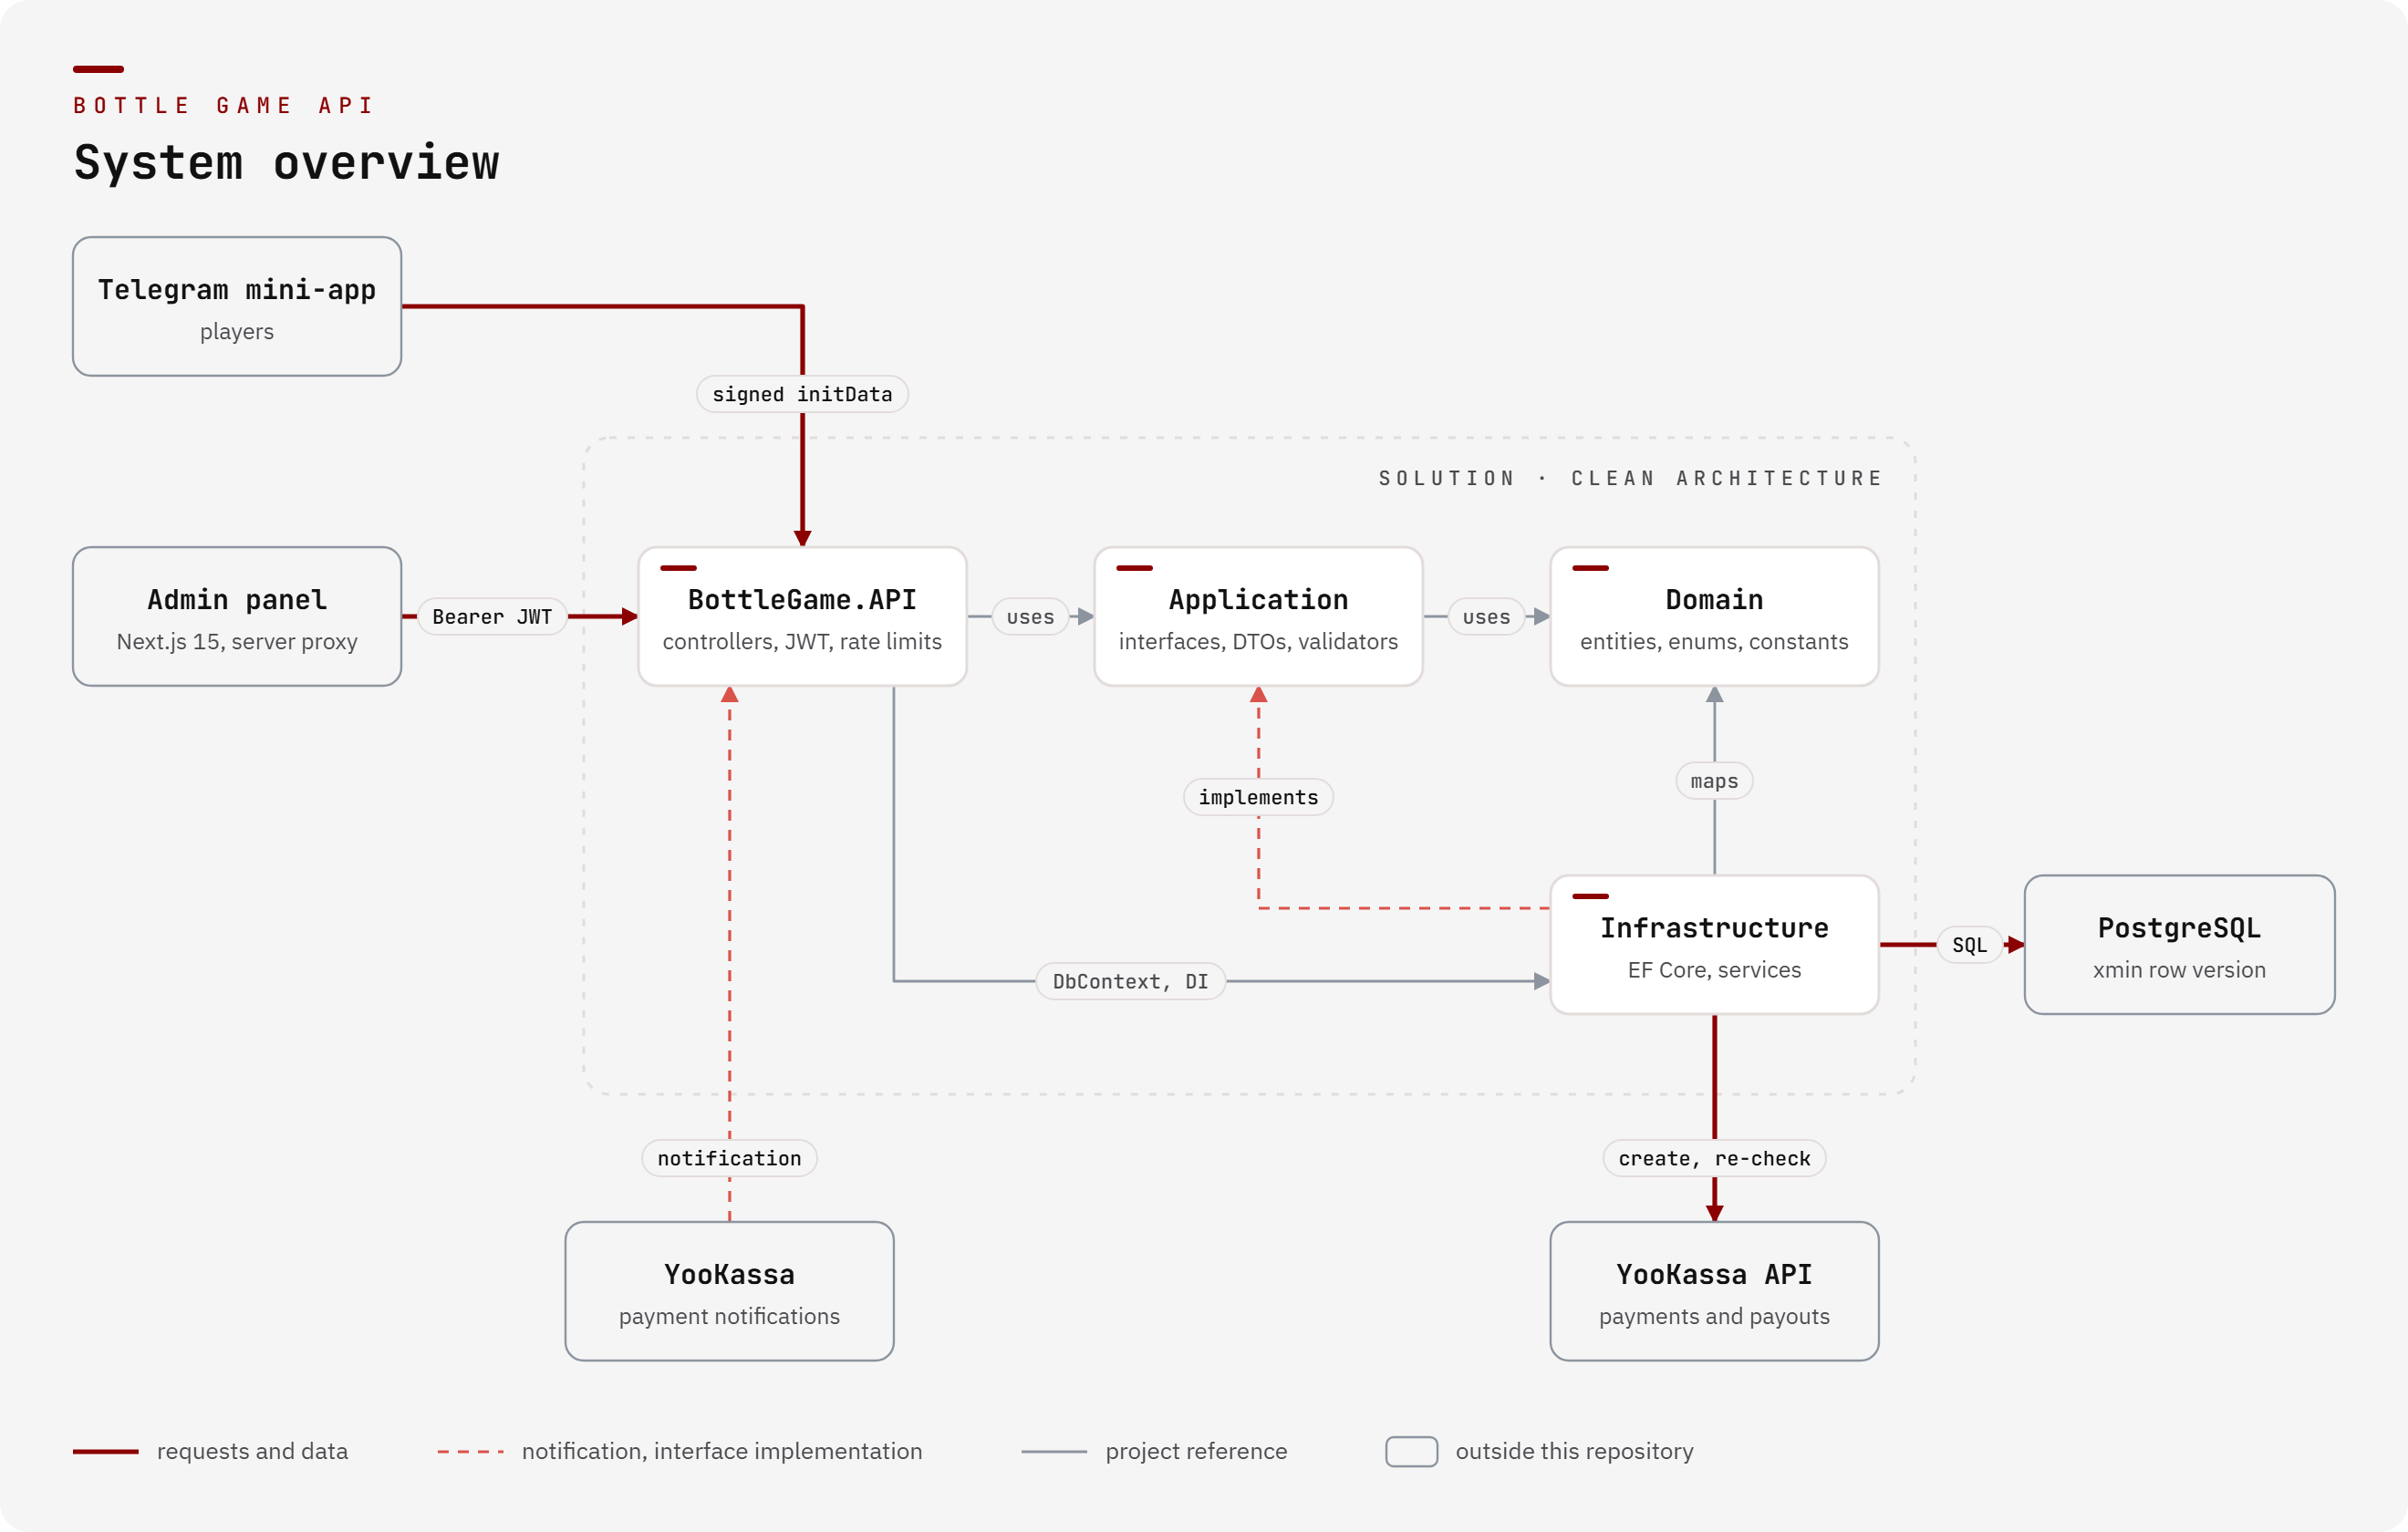 BOTTLE GAME API
System overview
Telegram mini-app
players
signed initData
SOLUTION · CLEAN ARCHITECTURE
Admin panel
Next.js 15, server proxy
Bearer JWT
BottleGame.API
controllers, JWT, rate limits
uses
Application
interfaces, DTOs, validators
uses
Domain
entities, enums, constants
implements
maps
Infrastructure
EF Core, services
SQL
PostgreSQL
xmin row version
DbContext, DI
notification
create, re-check
YooKassa
payment notifications
YooKassa API
payments and payouts
requests and data
notification, interface implementation
project reference
outside this repository